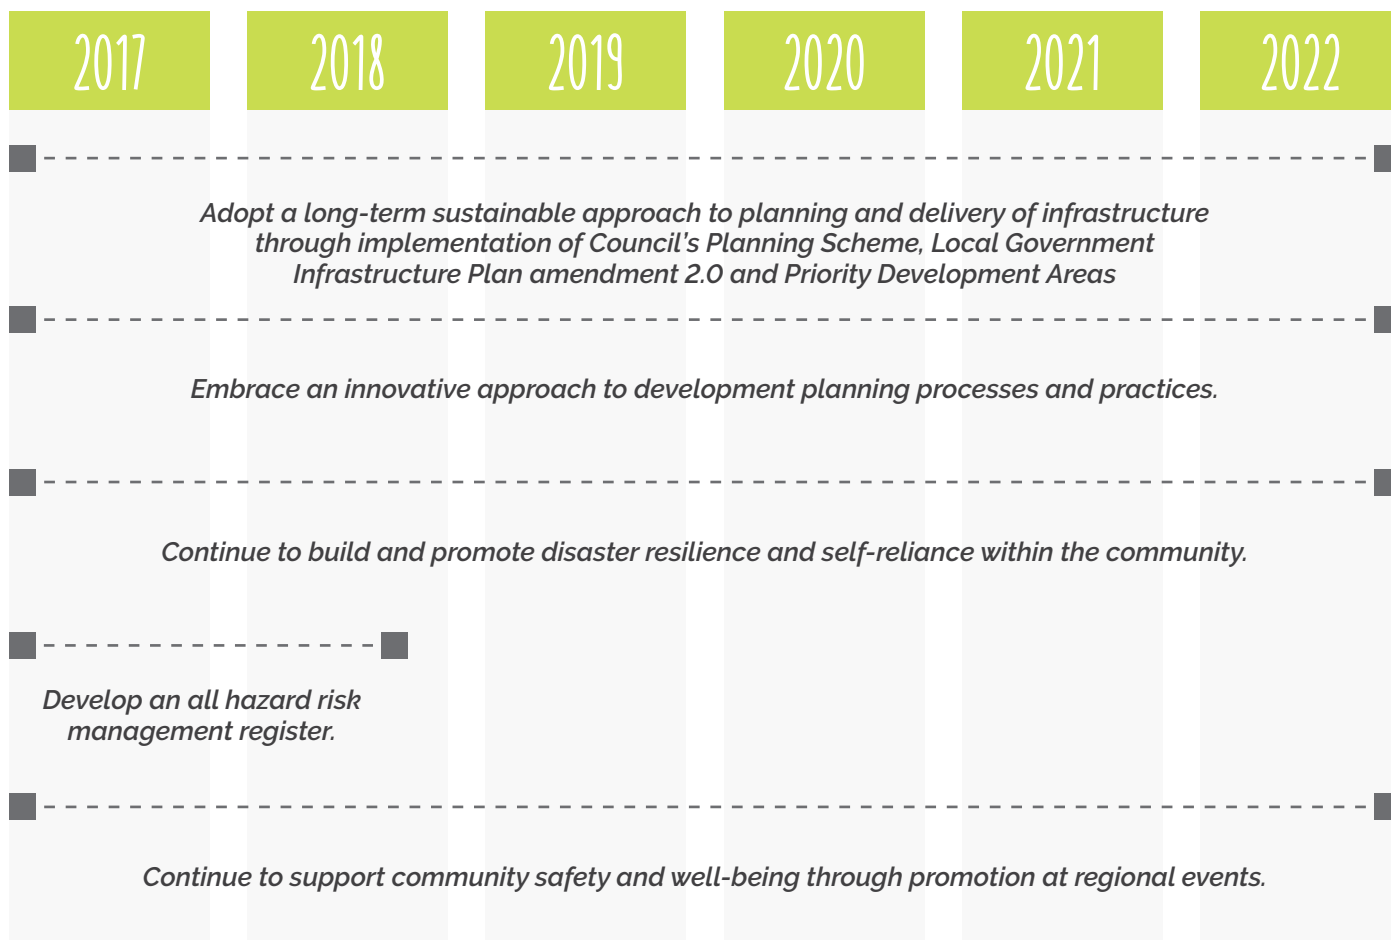 2017 2018 2019 2020 2021 2022
Adopt a long-term sustainable approach to planning and delivery of infrastructure
through implementation of Council’s Planning Scheme, Local Government
Infrastructure Plan amendment 2.0 and Priority Development Areas
Embrace an innovative approach to development planning processes and practices.
Continue to build and promote disaster resilience and self-reliance within the community.
Develop an all hazard risk
management register.
Continue to support community safety and well-being through promotion at regional events.